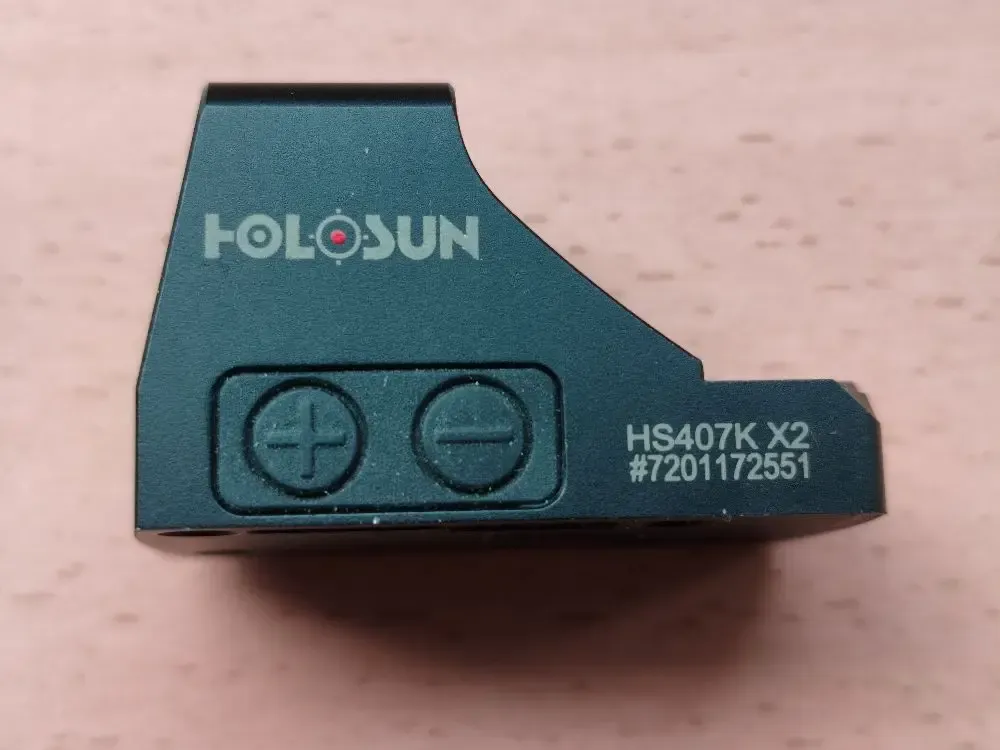 HOLOSUN
+ -
HS407K X2
#7201172551